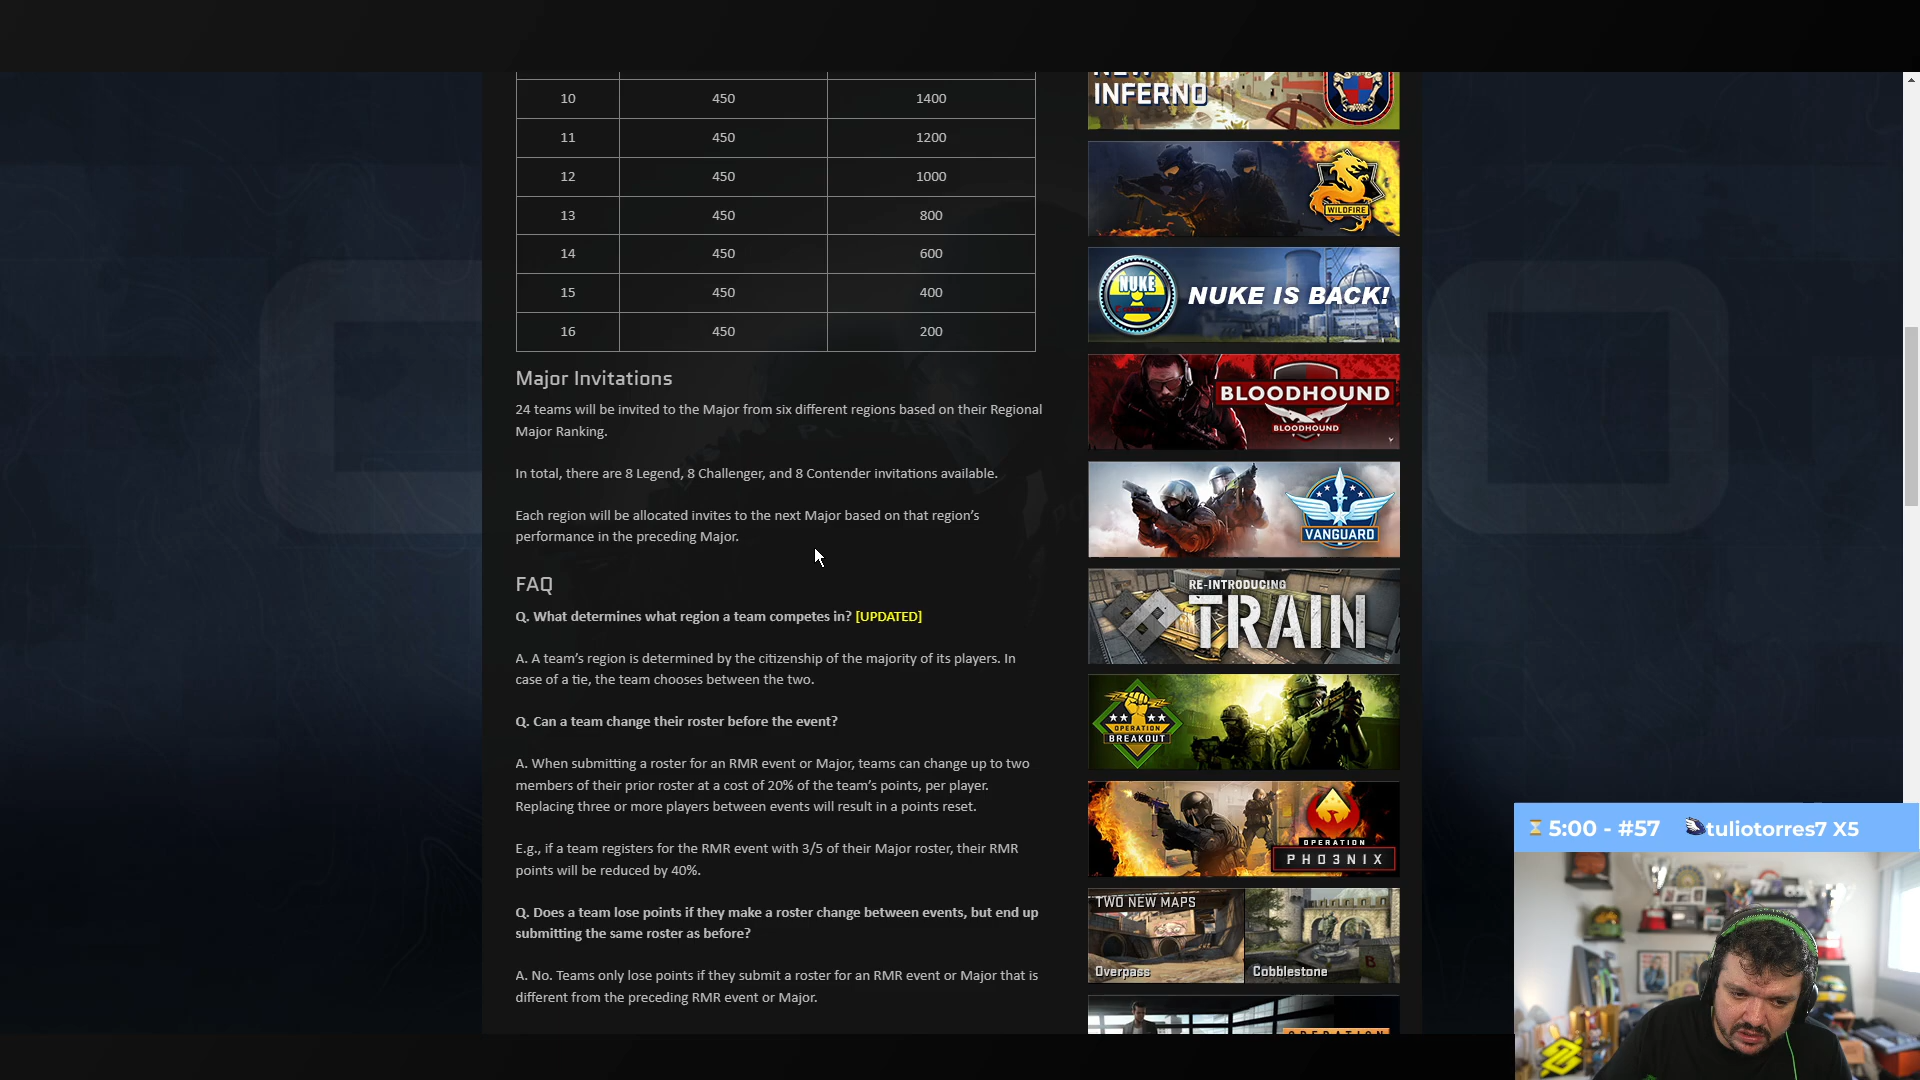 10 450 1400
11 450 1200
12 450 1000
13 450 800
14 450 600
15 450 400
16 450 200
Major Invitations
24 teams will be invited to the Major from six different regions based on their Regional
Major Ranking.
In total, there are 8 Legend, 8 Challenger, and 8 Contender invitations available.
Each region will be allocated invites to the next Major based on that region's
performance in the preceding Major.
FAQ
Q. What determines what region a team competes in? [UPDATED]
A. A team's region is determined by the citizenship of the majority of its players. In
case of a tie, the team chooses between the two.
Q. Can a team change their roster before the event?
A. When submitting a roster for an RMR event or Major, teams can change up to two
members of their prior roster at a cost of 20% of the team's points, per player.
Replacing three or more players between events will result in a points reset.
E.g., if a team registers for the RMR event with 3/5 of their Major roster, their RMR
points will be reduced by 40%.
Q. Does a team lose points if they make a roster change between events, but end up
submitting the same roster as before?
A. No. Teams only lose points if they submit a roster for an RMR event or Major that is
different from the preceding RMR event or Major.
NEW
INFERNO
WILDFIRE
NUKE
NUKE IS BACK!
BLOODHOUND
BLOODHOUND
VANGUARD
RE-INTRODUCING
TRAIN
OPERATION
BREAKOUT
OPERATION
PHO3NIX
TWO NEW MAPS
Overpass
Cobblestone
B
OPERATION
5:00 - #57 tuliotorres7 X5